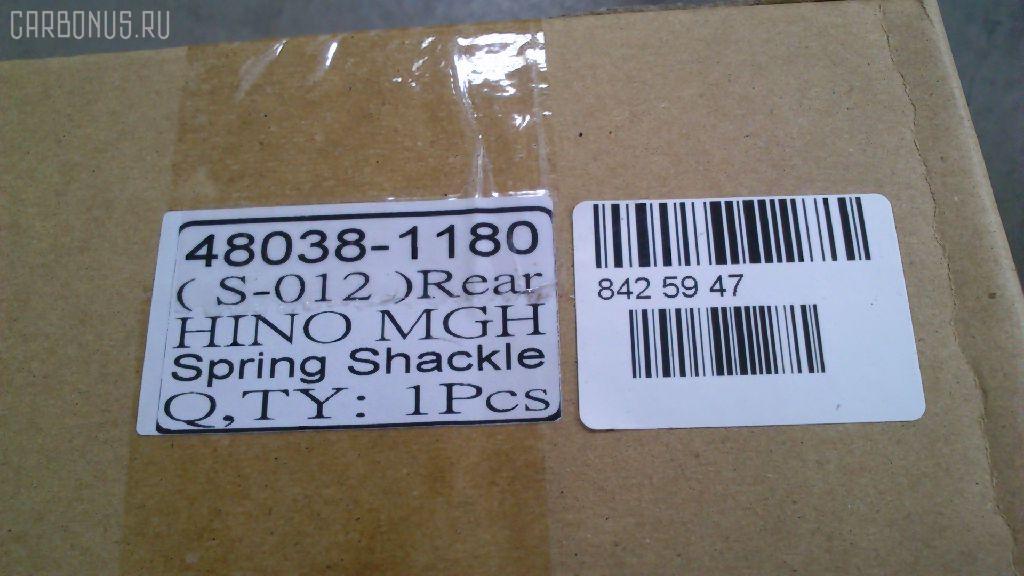 CARBONUS.RU
48038-1180
( S-012 )Rear
HINO MGH
Spring Shackle
Q,TY: 1Pcs
842 59 47